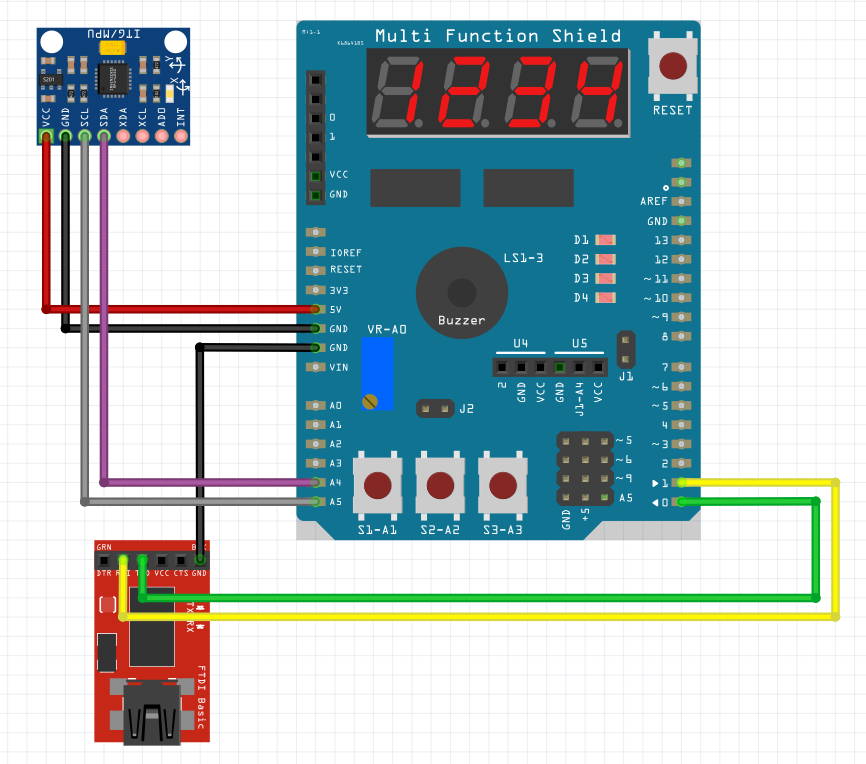 ITG/MPU
S201
VCC GND SCL SDA XDA XCL ADO INT
Y
X
Multi Function Shield
1234
RESET
0
1
VCC
GND
IOREF
RESET
3V3
5V
GND
GND
VIN
A0
A1
A2
A3
A4
A5
AREF
GND
13
12
~11
~10
~9
8
7
~6
~5
4
~3
2
1
0
D1
D2
D3
D4
LS1-3
Buzzer
VR-A0
U4 U5
2 GND VCC GND J1-A4 VCC
J1
J2
~5
~6
~9
A5
GND +5
S1-A1 S2-A2 S3-A3
GRN
DTR VCC CTS GND
TX RX
FTDI Basic